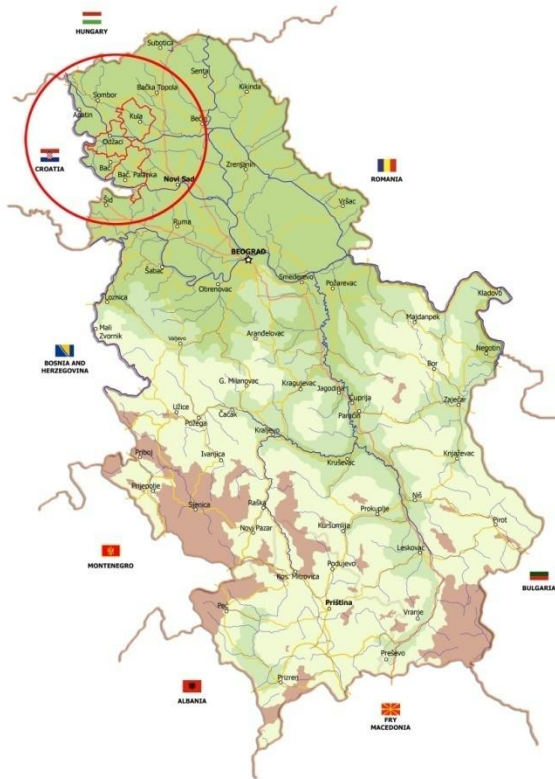 HUNGARY
Subotica
Senta
Sombor
Bačka Topola
Kikinda
Apatin
Kula
Bečej
Odžaci
CROATIA
Bač
Zrenjanin
Bač. Palanka
Novi Sad
ROMANIA
Šid
Vršac
Ruma
BEOGRAD
Šabac
Smederevo
Obrenovac
Požarevac
Kladovo
Loznica
Majdanpek
Mali
Zvornik
Aranđelovac
Valjevo
Negotin
BOSNIA AND
HERZEGOVINA
Bor
G. Milanovac
Kragujevac
Jagodina
Ćuprija
Zaječar
Užice
Čačak
Paraćin
Požega
Kraljevo
Ivanjica
Kruševac
Knjaževac
Priboj
Prijepolje
Niš
Sjenica
Raška
Prokuplje
Pirot
Novi Pazar
Kuršumlija
Leskovac
MONTENEGRO
Kos. Mitrovica
Podujevo
BULGARIA
Peć
Priština
Vranje
Preševo
Prizren
ALBANIA
FRY
MACEDONIA